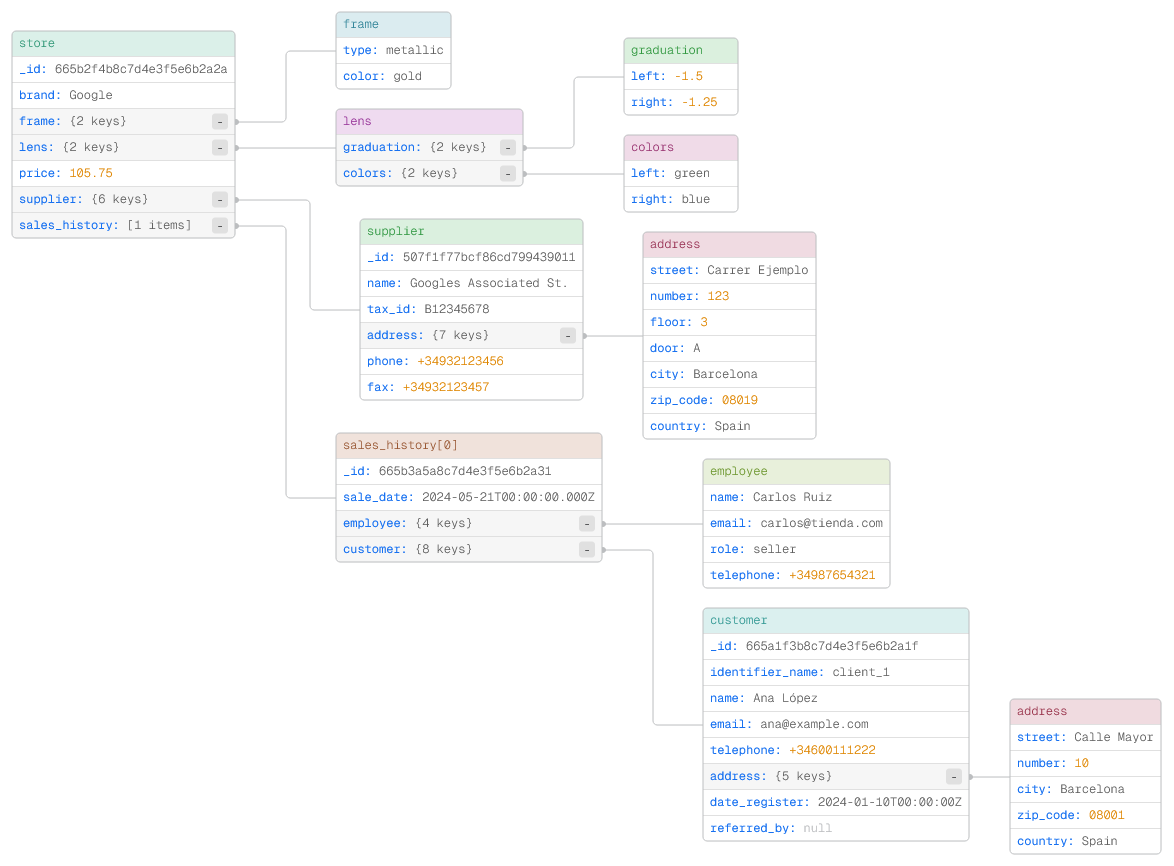 store
_id: 665b2f4b8c7d4e3f5e6b2a2a
brand: Google
frame: {2 keys} -
lens: {2 keys} -
price: 105.75
supplier: {6 keys} -
sales_history: [1 items] -
frame
type: metallic
color: gold
lens
graduation: {2 keys} -
colors: {2 keys} -
graduation
left: -1.5
right: -1.25
colors
left: green
right: blue
supplier
_id: 507f1f77bcf86cd799439011
name: Googles Associated St.
tax_id: B12345678
address: {7 keys} -
phone: +34932123456
fax: +34932123457
address
street: Carrer Ejemplo
number: 123
floor: 3
door: A
city: Barcelona
zip_code: 08019
country: Spain
sales_history[0]
_id: 665b3a5a8c7d4e3f5e6b2a31
sale_date: 2024-05-21T00:00:00.000Z
employee: {4 keys} -
customer: {8 keys} -
employee
name: Carlos Ruiz
email: carlos@tienda.com
role: seller
telephone: +34987654321
customer
_id: 665a1f3b8c7d4e3f5e6b2a1f
identifier_name: client_1
name: Ana López
email: ana@example.com
telephone: +34600111222
address: {5 keys} -
date_register: 2024-01-10T00:00:00Z
referred_by: null
address
street: Calle Mayor
number: 10
city: Barcelona
zip_code: 08001
country: Spain